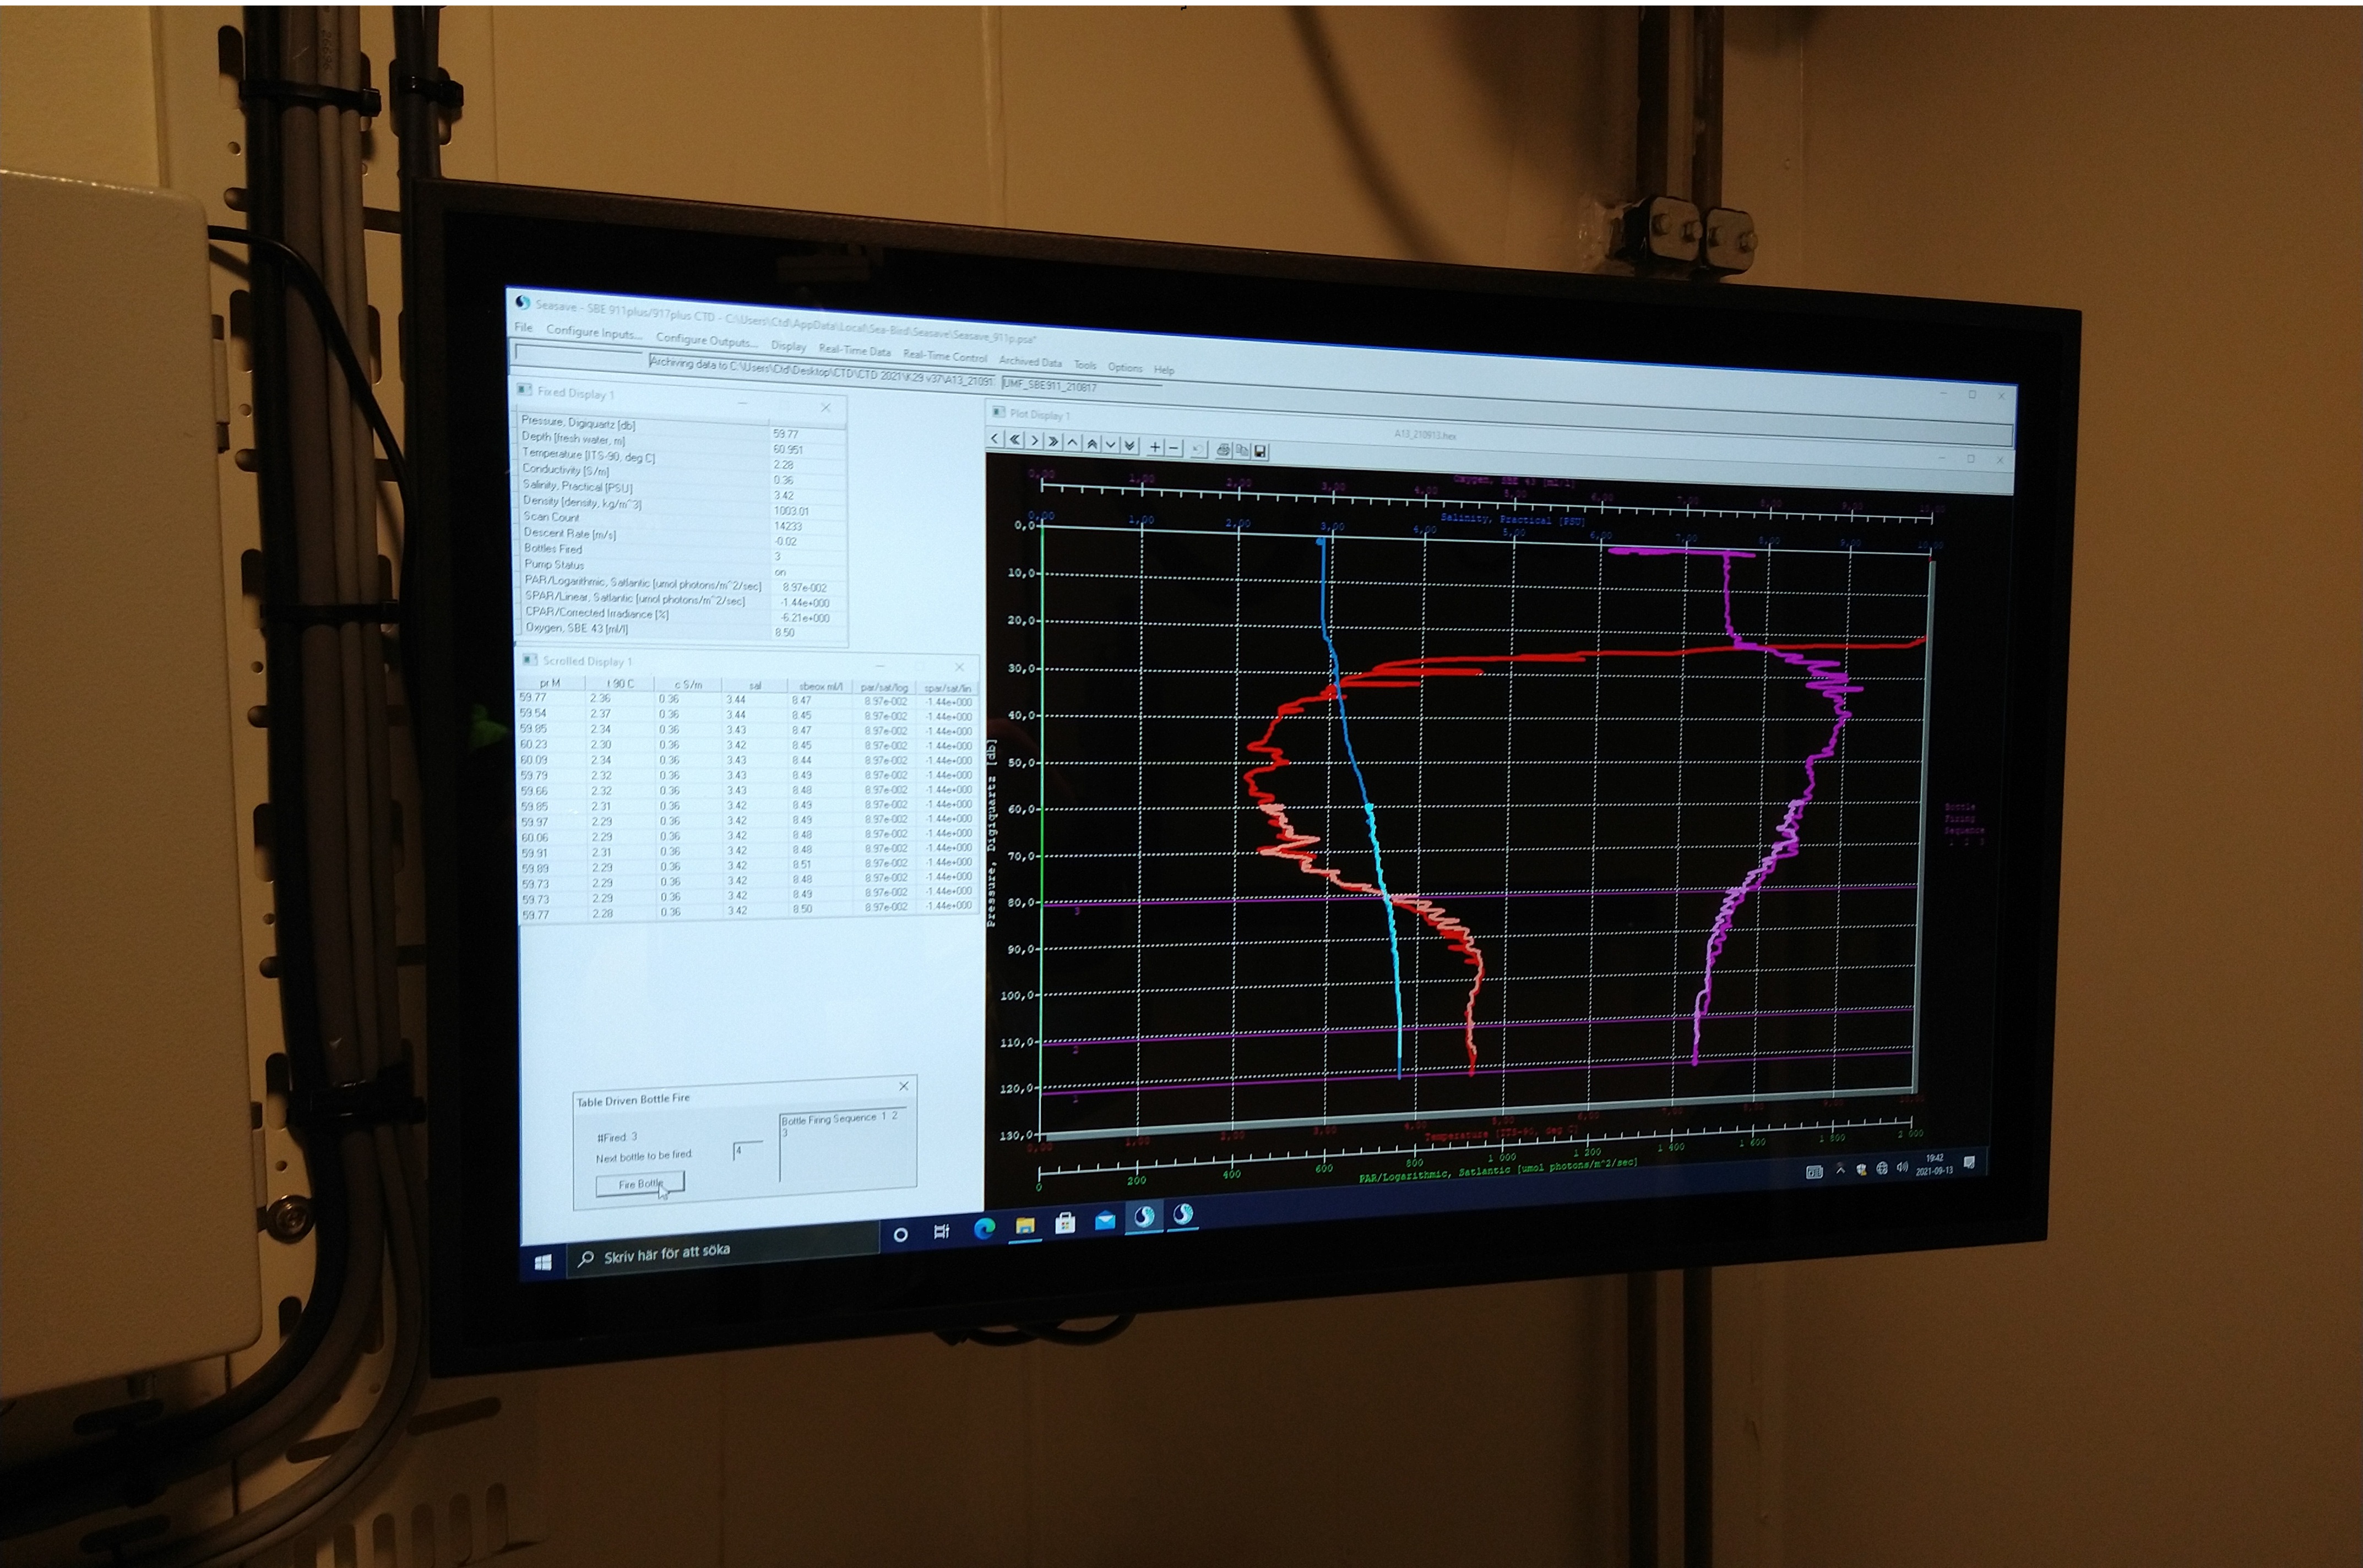 Seasave - SBE 911plus/917plus CTD - C:\Users\Ctd\AppData\Local\Sea-Bird\Seasave\Seasave_911p.psa*
File Configure Inputs... Configure Outputs... Display Real-Time Data Real-Time Control Archived Data Tools Options Help
Archiving data to C:\Users\Ctd\Desktop\CTD\CTD 2021\K29 v37\A13_21091 UMF_SBE911_210817
Fixed Display 1
Pressure, Digiquartz [db] 59.77
Depth [fresh water, m] 60.951
Temperature [ITS-90, deg C] 2.28
Conductivity [S/m] 0.36
Salinity, Practical [PSU] 3.42
Density [density, kg/m^3] 1003.01
Scan Count 14233
Descent Rate [m/s] -0.02
Bottles Fired 3
Pump Status on
PAR/Logarithmic, Satlantic [umol photons/m^2/sec] 8.97e-002
SPAR/Linear, Satlantic [umol photons/m^2/sec] -1.44e+000
CPAR/Corrected Irradiance [%] -6.21e+000
Oxygen, SBE 43 [ml/l] 8.50
Scrolled Display 1
pr M t 90 C c S/m sal sbeox ml/l par/sat/log spar/sat/lin
59.77 2.36 0.36 3.44 8.47 8.97e-002 -1.44e+000
59.54 2.37 0.36 3.44 8.45 8.97e-002 -1.44e+000
59.85 2.34 0.36 3.43 8.47 8.97e-002 -1.44e+000
60.23 2.30 0.36 3.42 8.45 8.97e-002 -1.44e+000
60.09 2.34 0.36 3.43 8.44 8.97e-002 -1.44e+000
59.79 2.32 0.36 3.43 8.49 8.97e-002 -1.44e+000
59.66 2.32 0.36 3.43 8.48 8.97e-002 -1.44e+000
59.85 2.31 0.36 3.42 8.49 8.97e-002 -1.44e+000
59.97 2.29 0.36 3.42 8.49 8.97e-002 -1.44e+000
60.06 2.29 0.36 3.42 8.48 8.97e-002 -1.44e+000
59.91 2.31 0.36 3.42 8.48 8.97e-002 -1.44e+000
59.89 2.29 0.36 3.42 8.51 8.97e-002 -1.44e+000
59.73 2.29 0.36 3.42 8.48 8.97e-002 -1.44e+000
59.73 2.29 0.36 3.42 8.49 8.97e-002 -1.44e+000
59.77 2.28 0.36 3.42 8.50 8.97e-002 -1.44e+000
Table Driven Bottle Fire
#Fired: 3
Next bottle to be fired 4
Fire Bottle
Bottle Firing Sequence 1 2
3
Plot Display 1
A13_210913.hex
0,00 1,00 2,00 3,00 4,00 5,00 6,00 7,00 8,00 9,00 10,00
Oxygen, SBE 43 [ml/l]
0,00 1,00 2,00 3,00 4,00 5,00 6,00 7,00 8,00 9,00 10,00
Salinity, Practical [PSU]
Pressure, Digiquartz [db]
0,0
10,0
20,0
30,0
40,0
50,0
60,0
70,0
80,0
90,0
100,0
110,0
120,0
130,0
3
2
1
Bottle
Firing
Sequence
1 2 3
0,00 1,00 2,00 3,00 4,00 5,00 6,00 7,00 8,00 9,00 10,00
Temperature [ITS-90, deg C]
0 200 400 600 800 1 000 1 200 1 400 1 600 1 800 2 000
PAR/Logarithmic, Satlantic [umol photons/m^2/sec]
Skriv här för att söka
19:42
2021-09-13